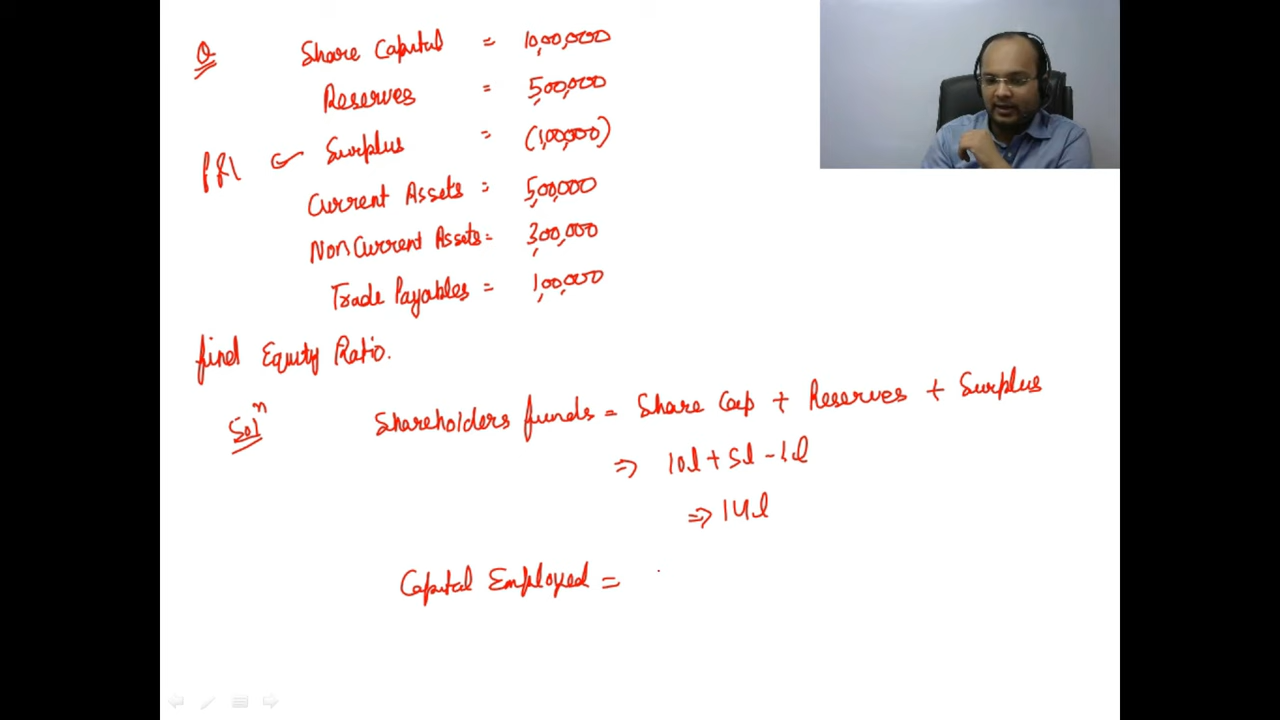 Q Share Capital = 10,00,000
Reserves = 5,00,000
P&L Surplus = (1,00,000)
Current Assets = 5,00,000
Non Current Assets = 3,00,000
Trade Payables = 1,00,000
find Equity Ratio.
Solⁿ Shareholders funds = Share Cap + Reserves + Surplus
⇒ 10l + 5l - 1l
⇒ 14l
Capital Employed =